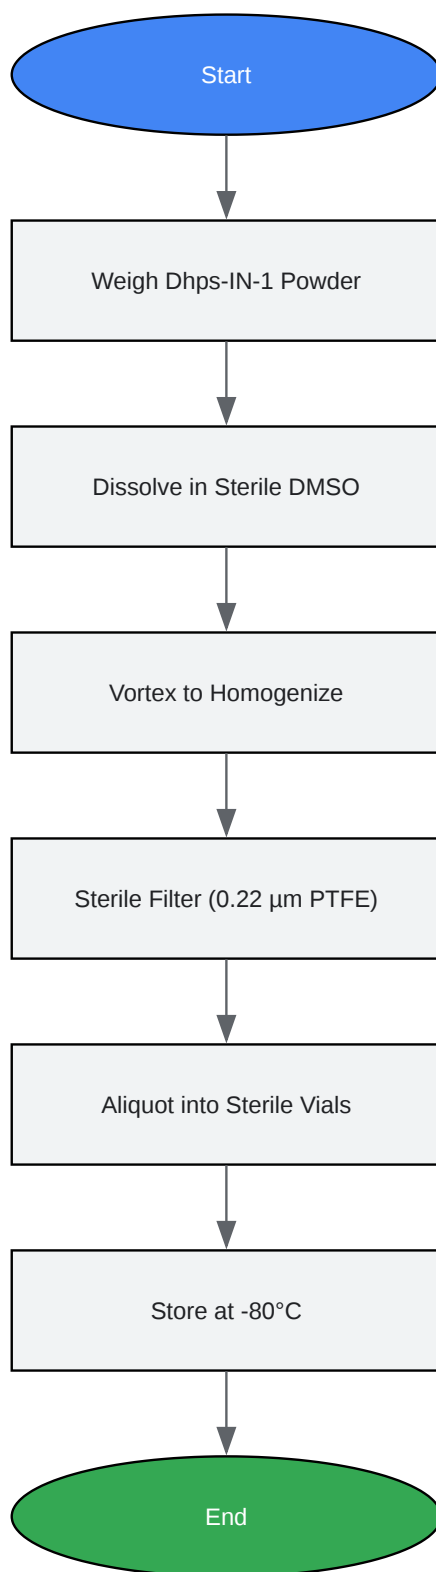 Start
Weigh Dhps-IN-1 Powder
Dissolve in Sterile DMSO
Vortex to Homogenize
Sterile Filter (0.22 µm PTFE)
Aliquot into Sterile Vials
Store at -80°C
End